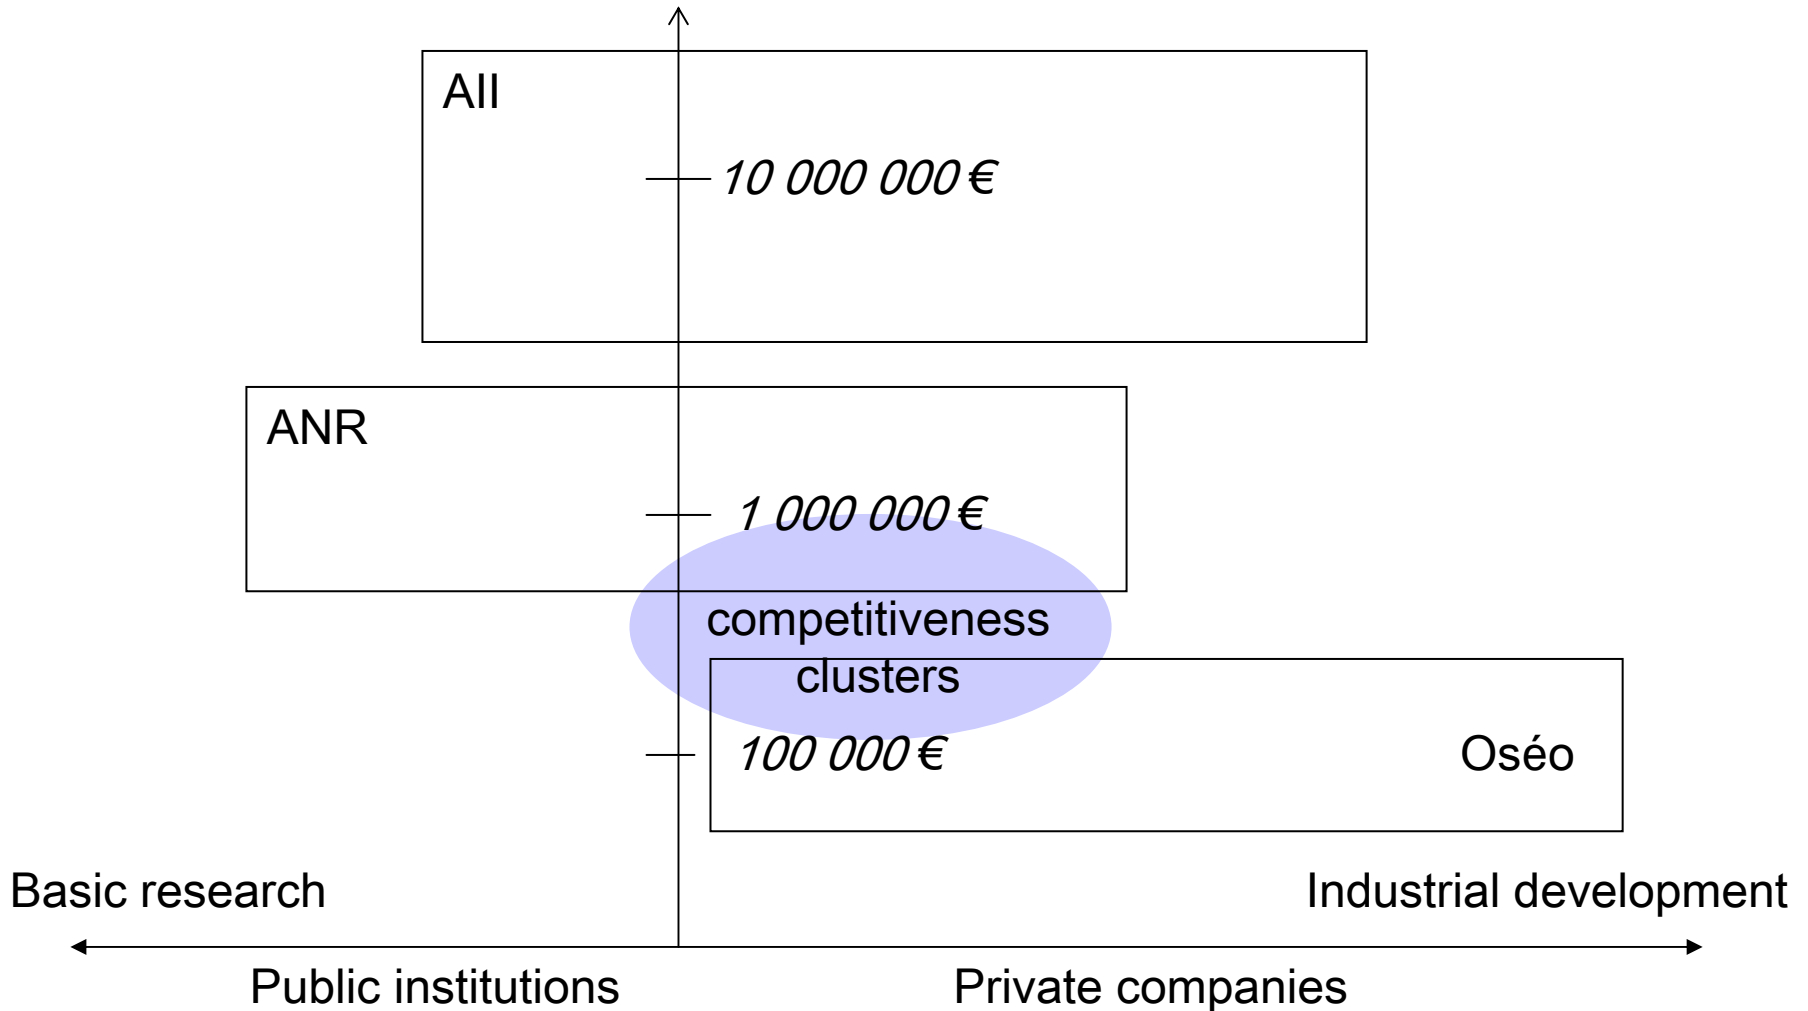 AII
10 000 000 €
ANR
1 000 000 €
competitiveness
clusters
100 000 €
Oséo
Basic research
Industrial development
Public institutions
Private companies